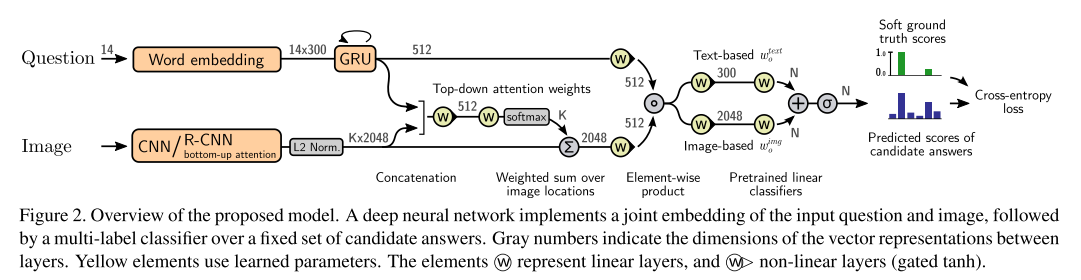 Soft ground
truth scores
Question
14
Word embedding
14x300
GRU
512
w
512
Text-based w_o^text
w
300
w
N
1.0
0.0
Top-down attention weights
512
w
w
softmax
K
+
σ
N
Cross-entropy
loss
Image
CNN / R-CNN
bottom-up attention
L2 Norm.
Kx2048
Σ
2048
w
512
w
2048
w
N
Image-based w_o^img
Predicted scores of
candidate answers
Concatenation
Weighted sum over
image locations
Element-wise
product
Pretrained linear
classifiers
Figure 2. Overview of the proposed model. A deep neural network implements a joint embedding of the input question and image, followed
by a multi-label classifier over a fixed set of candidate answers. Gray numbers indicate the dimensions of the vector representations between
layers. Yellow elements use learned parameters. The elements ⓦ represent linear layers, and ⓦ▷ non-linear layers (gated tanh).